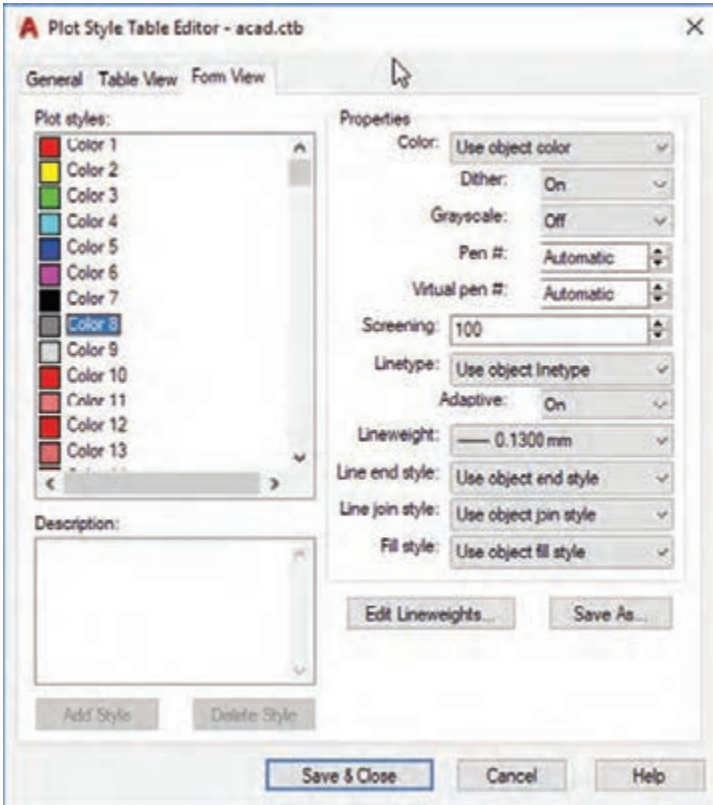 Plot Style Table Editor - acad.ctb
General Table View Form View
Plot styles:
Color 1
Color 2
Color 3
Color 4
Color 5
Color 6
Color 7
Color 8
Color 9
Color 10
Color 11
Color 12
Color 13
Description:
Add Style Delete Style
Properties
Color: Use object color
Dither: On
Grayscale: Off
Pen #: Automatic
Virtual pen #: Automatic
Screening: 100
Linetype: Use object linetype
Adaptive: On
Lineweight: 0.1300 mm
Line end style: Use object end style
Line join style: Use object join style
Fill style: Use object fill style
Edit Lineweights... Save As...
Save & Close Cancel Help